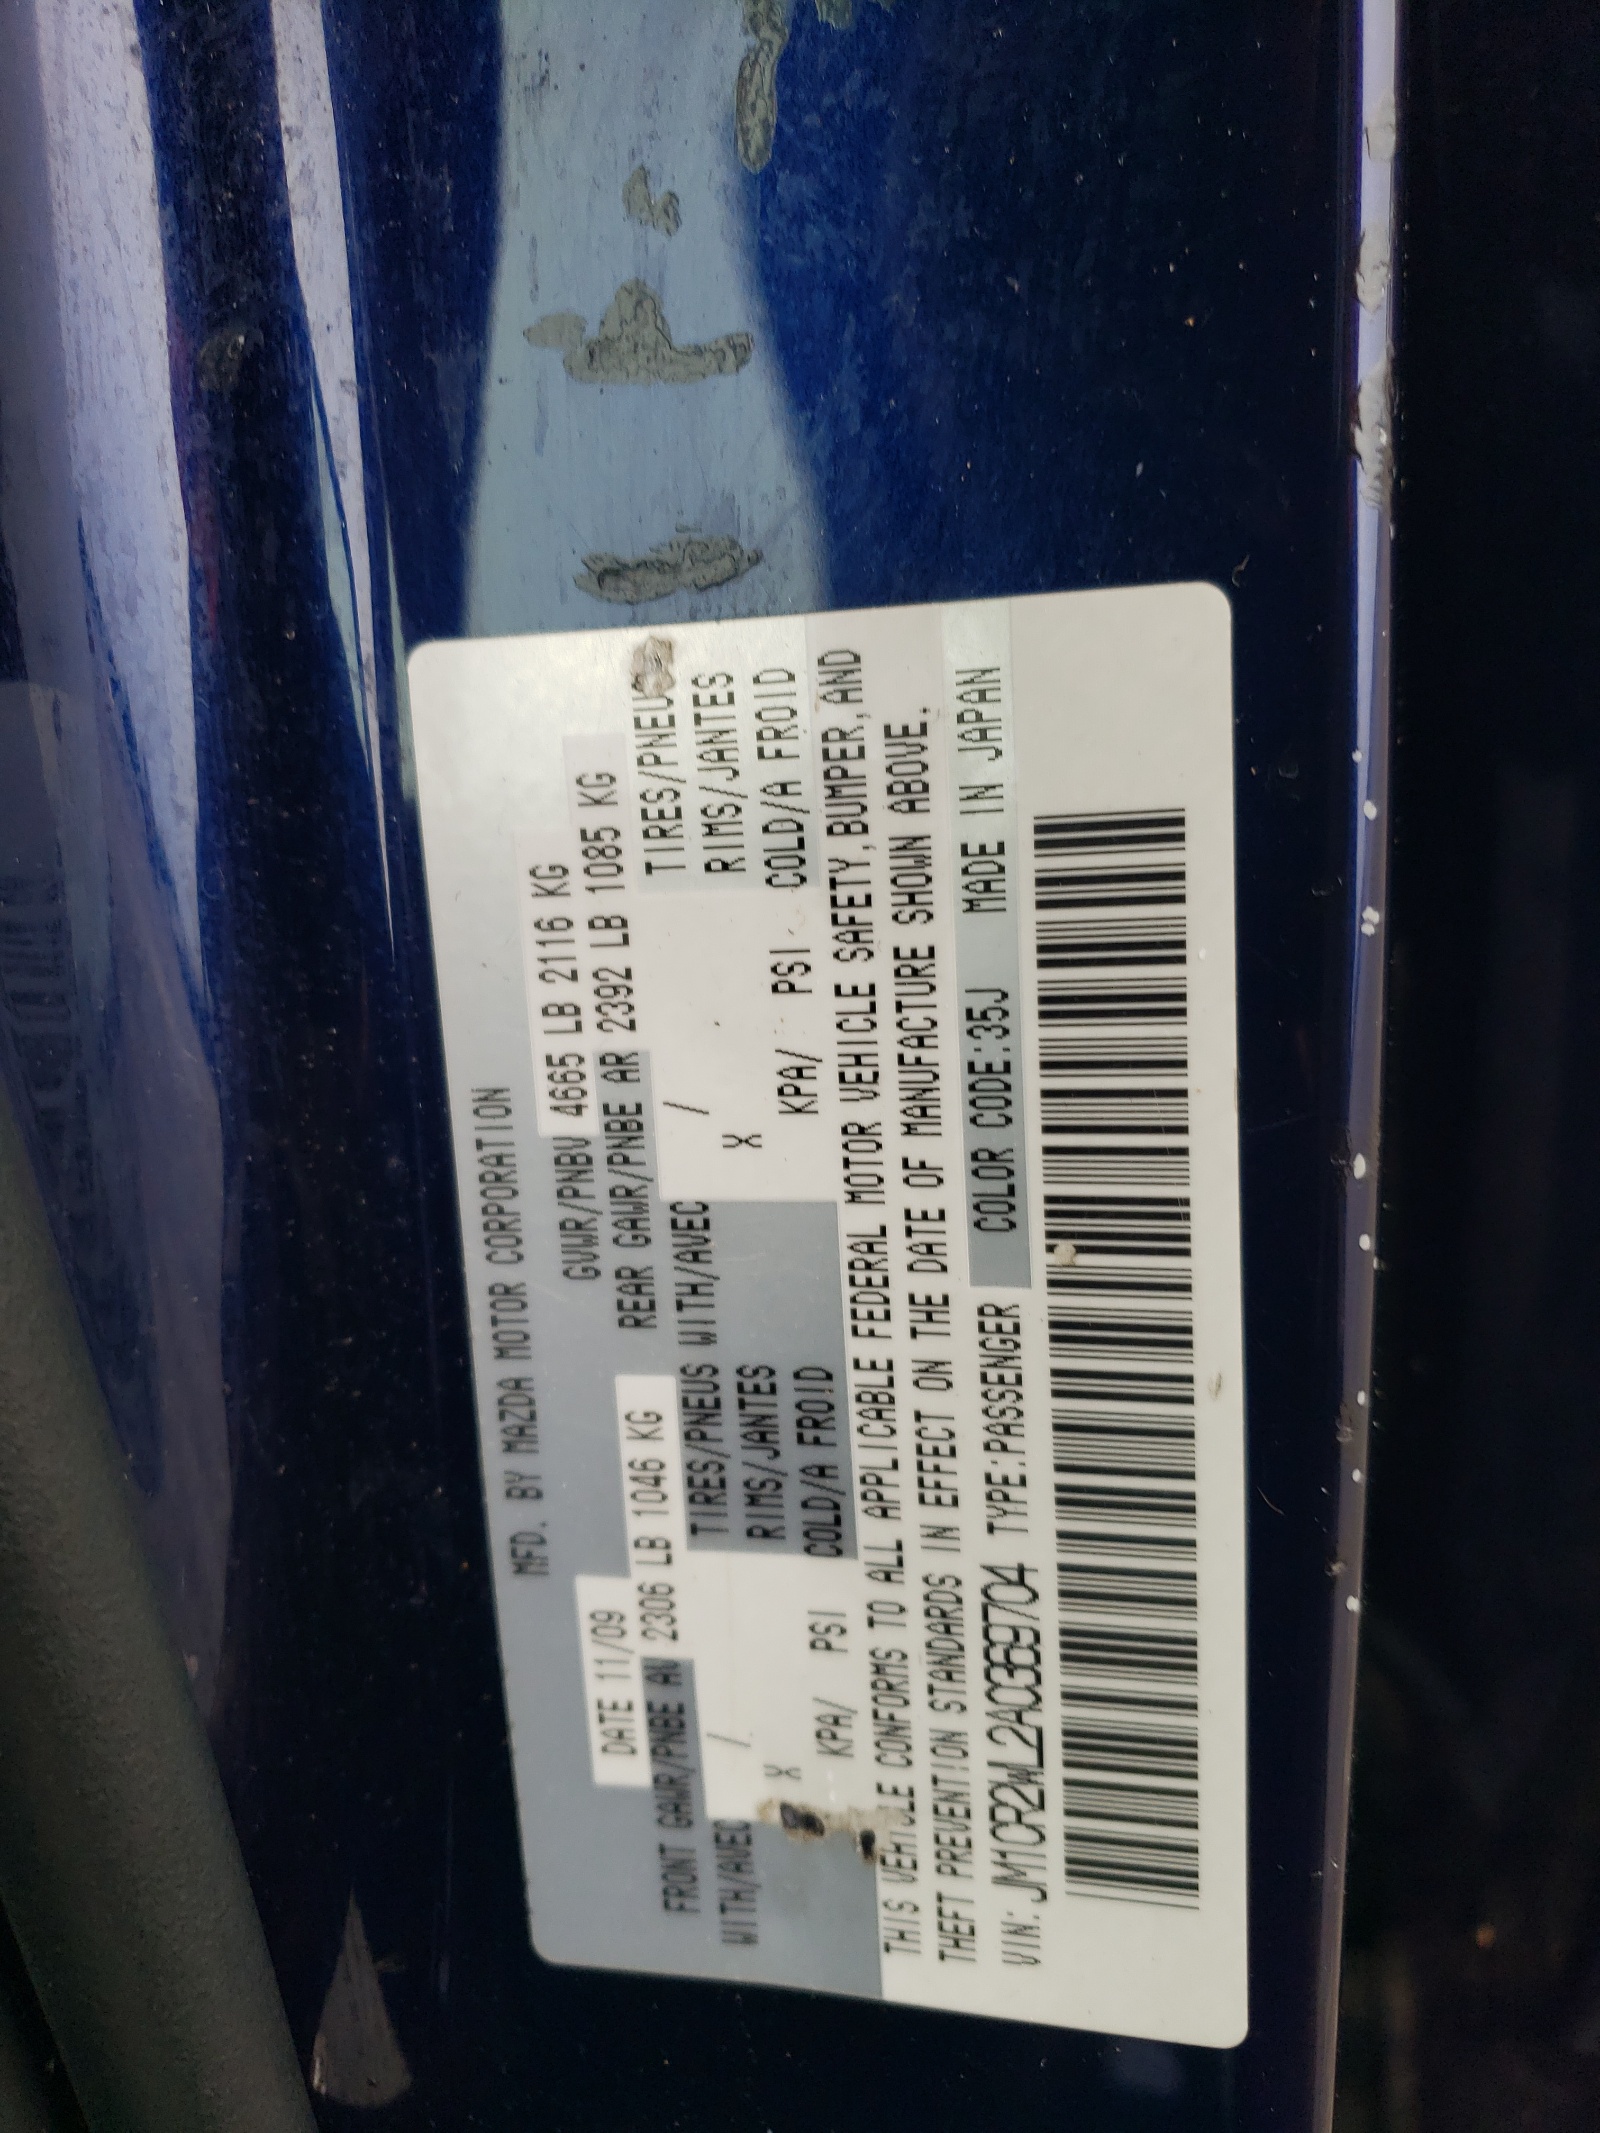 MFD. BY MAZDA MOTOR CORPORATION
DATE 11/09 GVWR/PNBV 4665 LB 2116 KG
FRONT GAWR/PNBE AV 2306 LB 1046 KG REAR GAWR/PNBE AR 2392 LB 1085 KG
WITH/AVEC / TIRES/PNEUS WITH/AVEC / TIRES/PNEUS
X RIMS/JANTES X RIMS/JANTES
KPA/ PSI COLD/A FROID KPA/ PSI COLD/A FROID
THIS VEHICLE CONFORMS TO ALL APPLICABLE FEDERAL MOTOR VEHICLE SAFETY,BUMPER,AND
THEFT PREVENTION STANDARDS IN EFFECT ON THE DATE OF MANUFACTURE SHOWN ABOVE.
VIN: JM1CR2WL2A0369704 TYPE:PASSENGER COLOR CODE:35J MADE IN JAPAN